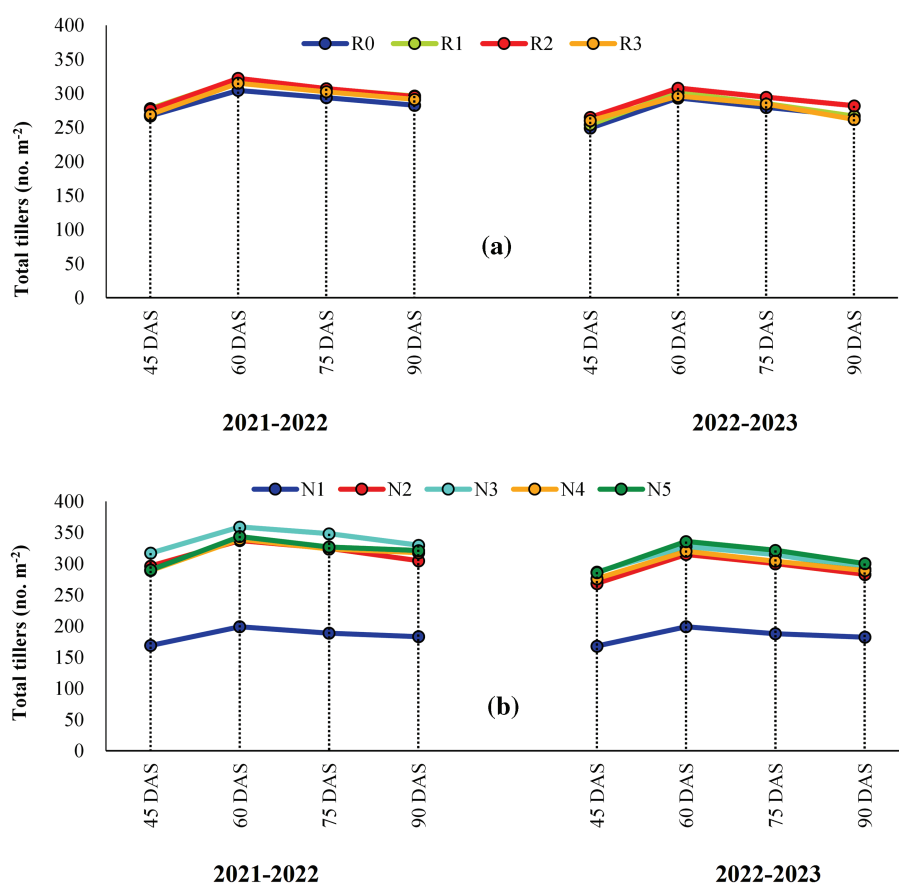 400
R0 R1 R2 R3
350
300
250
200
150
100
50
0
Total tillers (no. m-2)
(a)
45 DAS 60 DAS 75 DAS 90 DAS 45 DAS 60 DAS 75 DAS 90 DAS
2021-2022 2022-2023
400
N1 N2 N3 N4 N5
350
300
250
200
150
100
50
0
Total tillers (no. m-2)
(b)
45 DAS 60 DAS 75 DAS 90 DAS 45 DAS 60 DAS 75 DAS 90 DAS
2021-2022 2022-2023